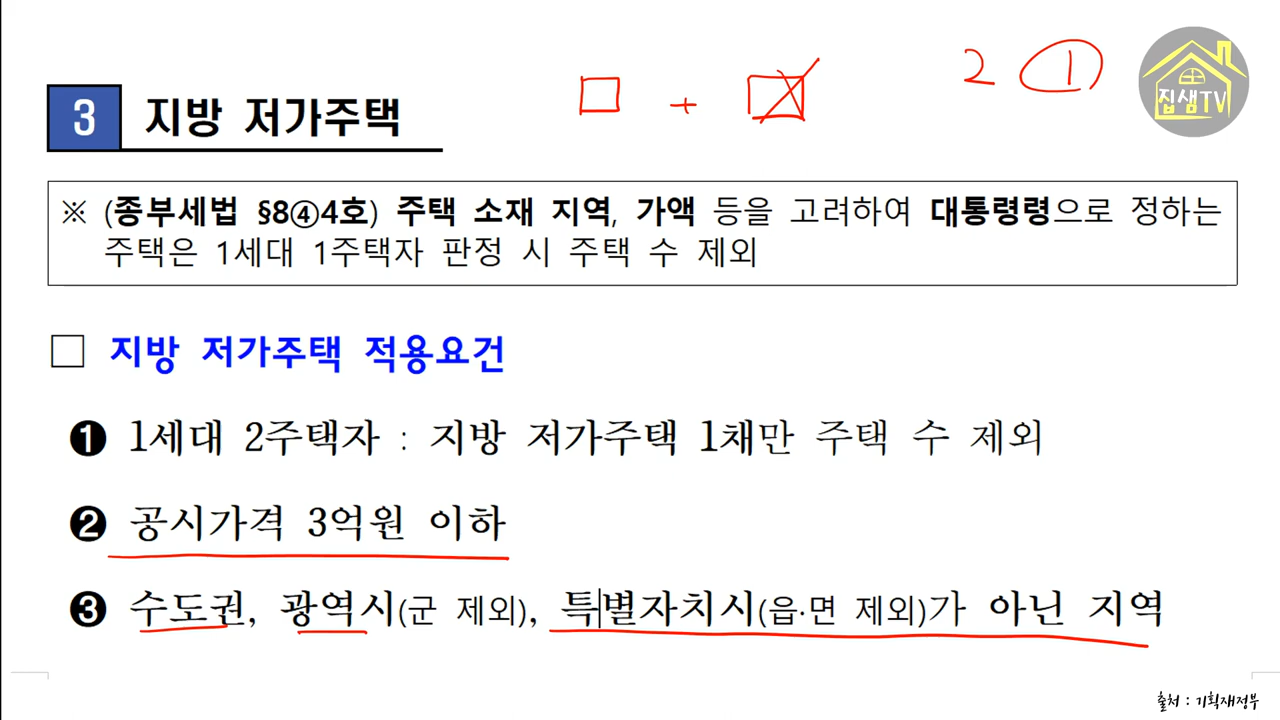 2 1
집샘TV
3 지방 저가주택
※ (종부세법 §8④4호) 주택 소재 지역, 가액 등을 고려하여 대통령령으로 정하는
주택은 1세대 1주택자 판정 시 주택 수 제외
□ 지방 저가주택 적용요건
❶ 1세대 2주택자 : 지방 저가주택 1채만 주택 수 제외
❷ 공시가격 3억원 이하
❸ 수도권, 광역시(군 제외), 특별자치시(읍·면 제외)가 아닌 지역
출처 : 기획재정부